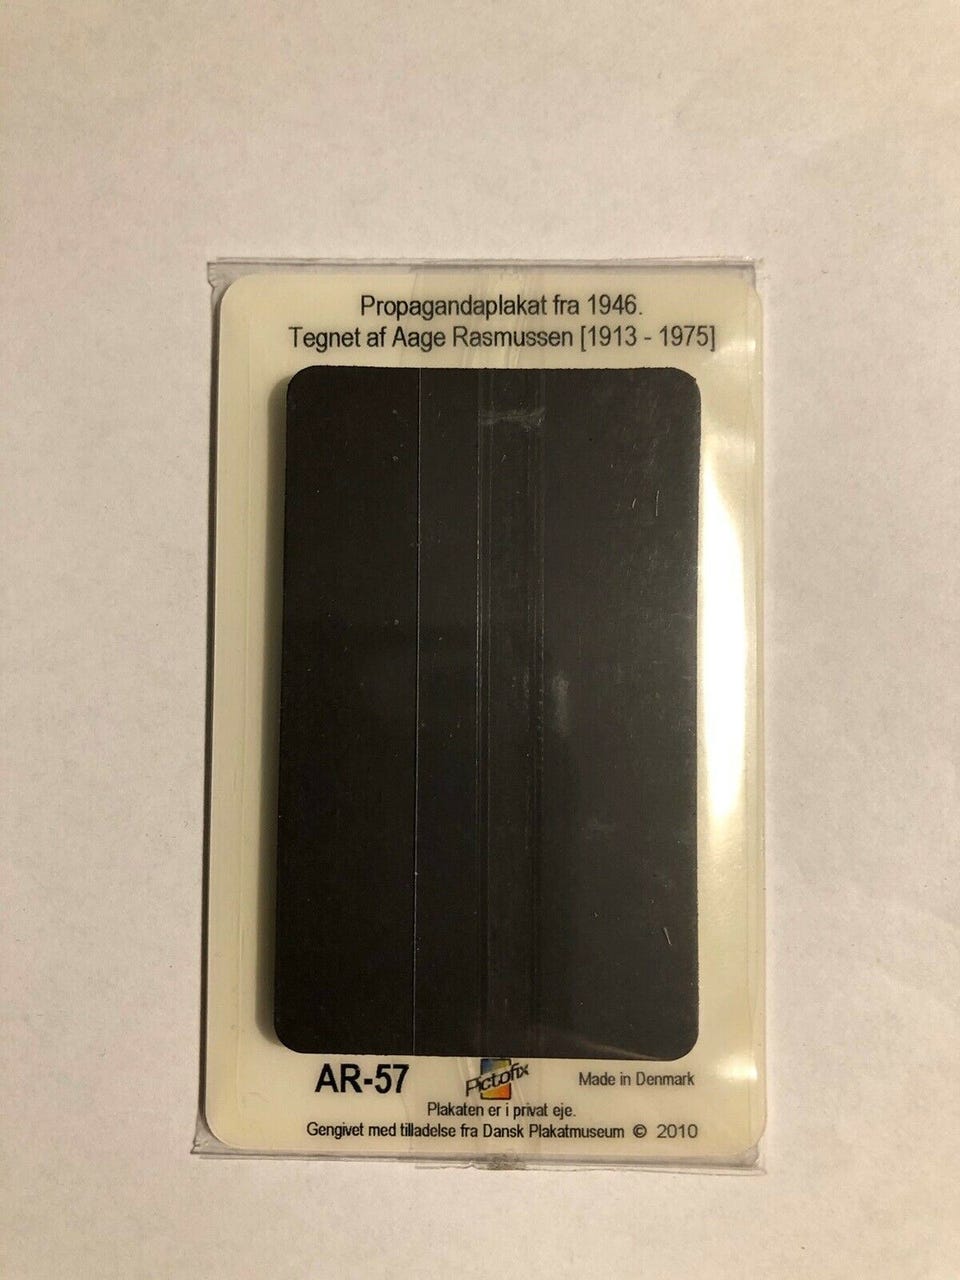 Propagandaplakat fra 1946.
Tegnet af Aage Rasmussen [1913 - 1975]
AR-57
Pictofix
Made in Denmark
Plakaten er i privat eje.
Gengivet med tilladelse fra Dansk Plakatmuseum © 2010